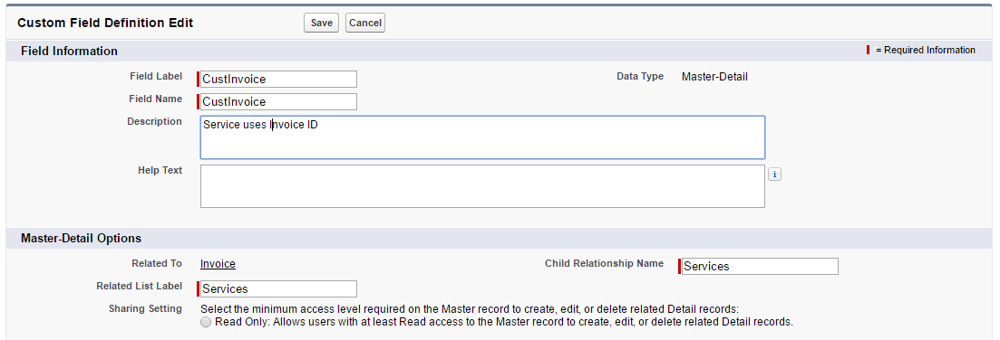 Custom Field Definition Edit Save Cancel
Field Information = Required Information
Field Label CustInvoice Data Type Master-Detail
Field Name CustInvoice
Description Service uses Invoice ID
Help Text i
Master-Detail Options
Related To Invoice Child Relationship Name Services
Related List Label Services
Sharing Setting Select the minimum access level required on the Master record to create, edit, or delete related Detail records:
Read Only: Allows users with at least Read access to the Master record to create, edit, or delete related Detail records.